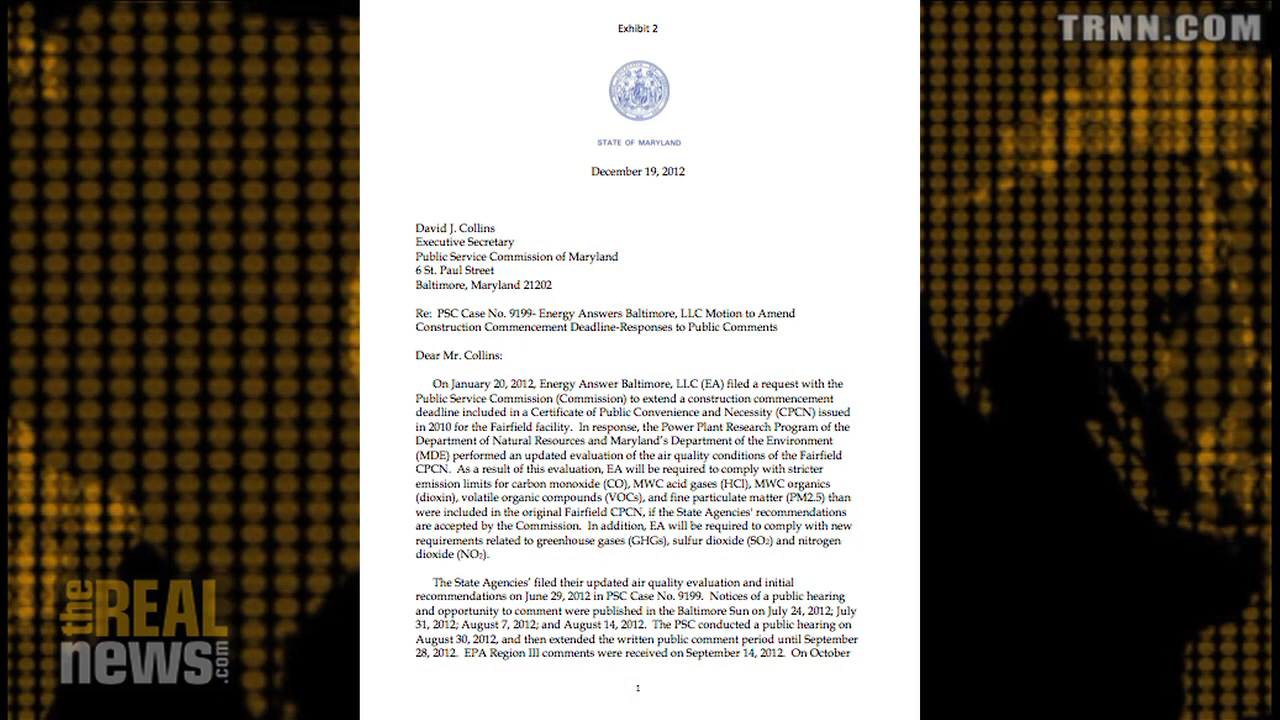 TRNN.COM
Exhibit 2
STATE OF MARYLAND
December 19, 2012
David J. Collins
Executive Secretary
Public Service Commission of Maryland
6 St. Paul Street
Baltimore, Maryland 21202
Re: PSC Case No. 9199- Energy Answers Baltimore, LLC Motion to Amend
Construction Commencement Deadline-Responses to Public Comments
Dear Mr. Collins:
On January 20, 2012, Energy Answer Baltimore, LLC (EA) filed a request with the
Public Service Commission (Commission) to extend a construction commencement
deadline included in a Certificate of Public Convenience and Necessity (CPCN) issued
in 2010 for the Fairfield facility. In response, the Power Plant Research Program of the
Department of Natural Resources and Maryland's Department of the Environment
(MDE) performed an updated evaluation of the air quality conditions of the Fairfield
CPCN. As a result of this evaluation, EA will be required to comply with stricter
emission limits for carbon monoxide (CO), MWC acid gases (HCl), MWC organics
(dioxin), volatile organic compounds (VOCs), and fine particulate matter (PM2.5) than
were included in the original Fairfield CPCN, if the State Agencies' recommendations
are accepted by the Commission. In addition, EA will be required to comply with new
requirements related to greenhouse gases (GHGs), sulfur dioxide (SO2) and nitrogen
dioxide (NO2).
The State Agencies' filed their updated air quality evaluation and initial
recommendations on June 29, 2012 in PSC Case No. 9199. Notices of a public hearing
and opportunity to comment were published in the Baltimore Sun on July 24, 2012; July
31, 2012; August 7, 2012; and August 14, 2012. The PSC conducted a public hearing on
August 30, 2012, and then extended the written public comment period until September
28, 2012. EPA Region III comments were received on September 14, 2012. On October
1
the REAL
news.com